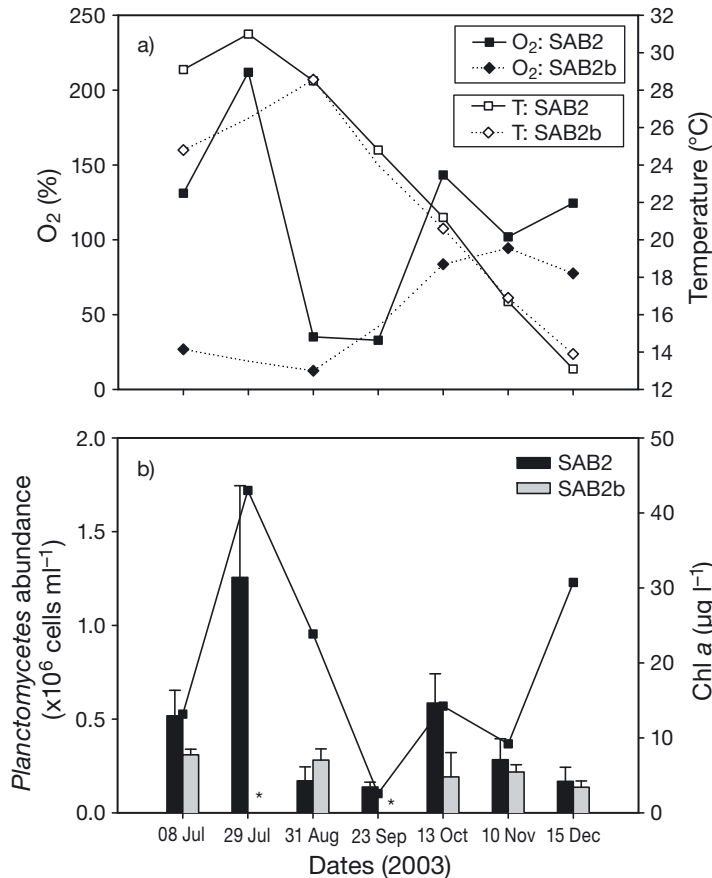 a)
O₂: SAB2
O₂: SAB2b
T: SAB2
T: SAB2b
250
200
150
100
50
0
O₂ (%)
32
30
28
26
24
22
20
18
16
14
12
Temperature (°C)
b)
SAB2
SAB2b
2.0
1.5
1.0
0.5
0.0
Planctomycetes abundance
(x10⁶ cells ml⁻¹)
50
40
30
20
10
0
Chl a (µg l⁻¹)
*
*
08 Jul 29 Jul 31 Aug 23 Sep 13 Oct 10 Nov 15 Dec
Dates (2003)